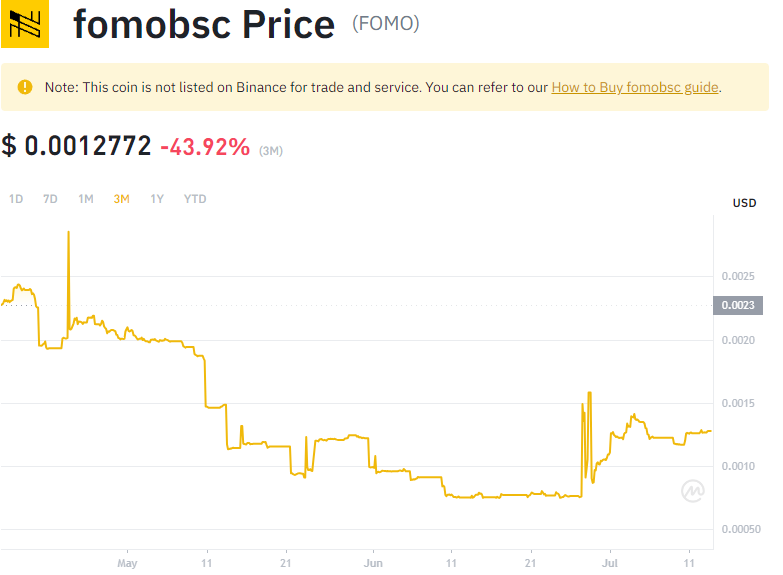 fomobsc Price (FOMO)
Note: This coin is not listed on Binance for trade and service. You can refer to our How to Buy fomobsc guide.
$ 0.0012772 -43.92% (3M)
1D 7D 1M 3M 1Y YTD
USD
0.0025
0.0023
0.0020
0.0015
0.0010
0.00050
May 11 21 Jun 11 21 Jul 11